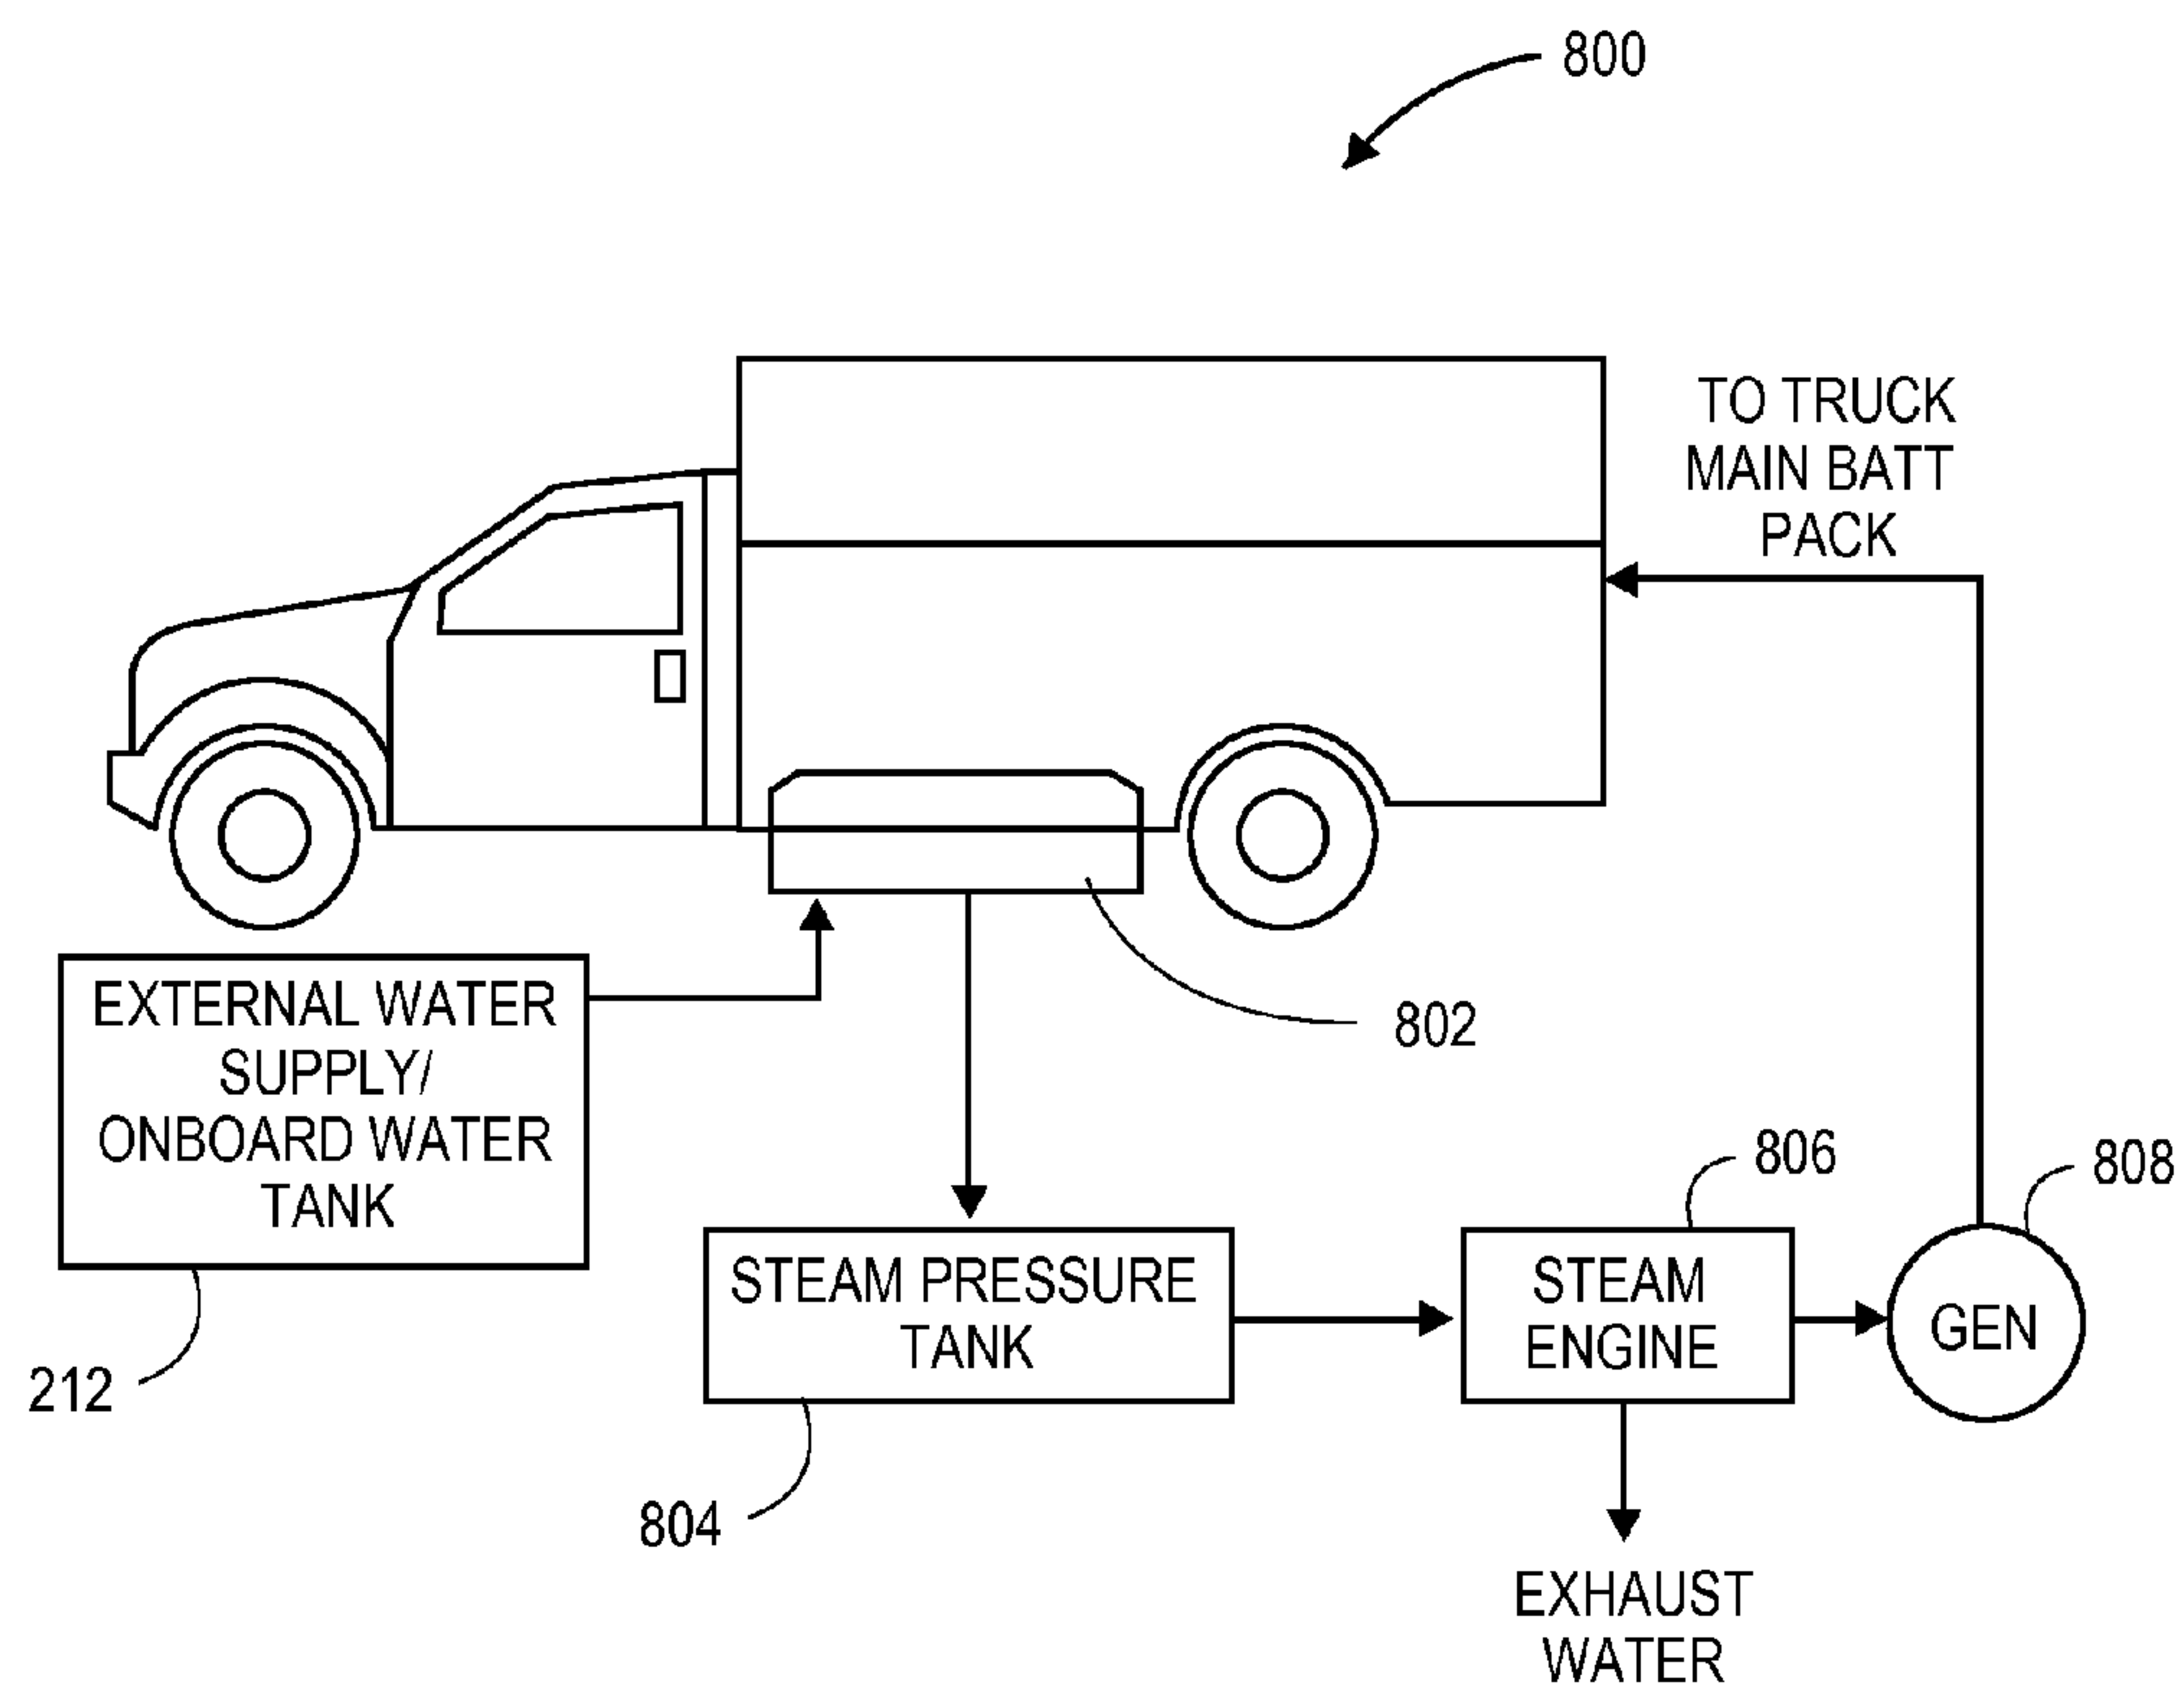 800
TO TRUCK
MAIN BATT
PACK
EXTERNAL WATER
SUPPLY/
ONBOARD WATER
TANK
802
806
808
STEAM PRESSURE
TANK
STEAM
ENGINE
GEN
212
804
EXHAUST
WATER